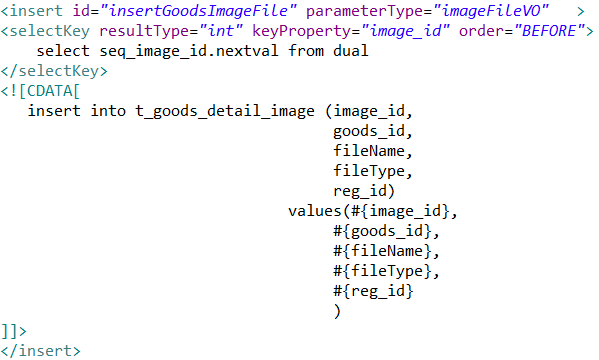 <insert id="insertGoodsImageFile" parameterType="imageFileVO"   >
<selectKey resultType="int" keyProperty="image_id" order="BEFORE">
    select seq_image_id.nextval from dual
</selectKey>
<![CDATA[
   insert into t_goods_detail_image (image_id,
                                     goods_id,
                                     fileName,
                                     fileType,
                                     reg_id)
                                values(#{image_id},
                                     #{goods_id},
                                     #{fileName},
                                     #{fileType},
                                     #{reg_id}
                                     )
]]>
</insert>